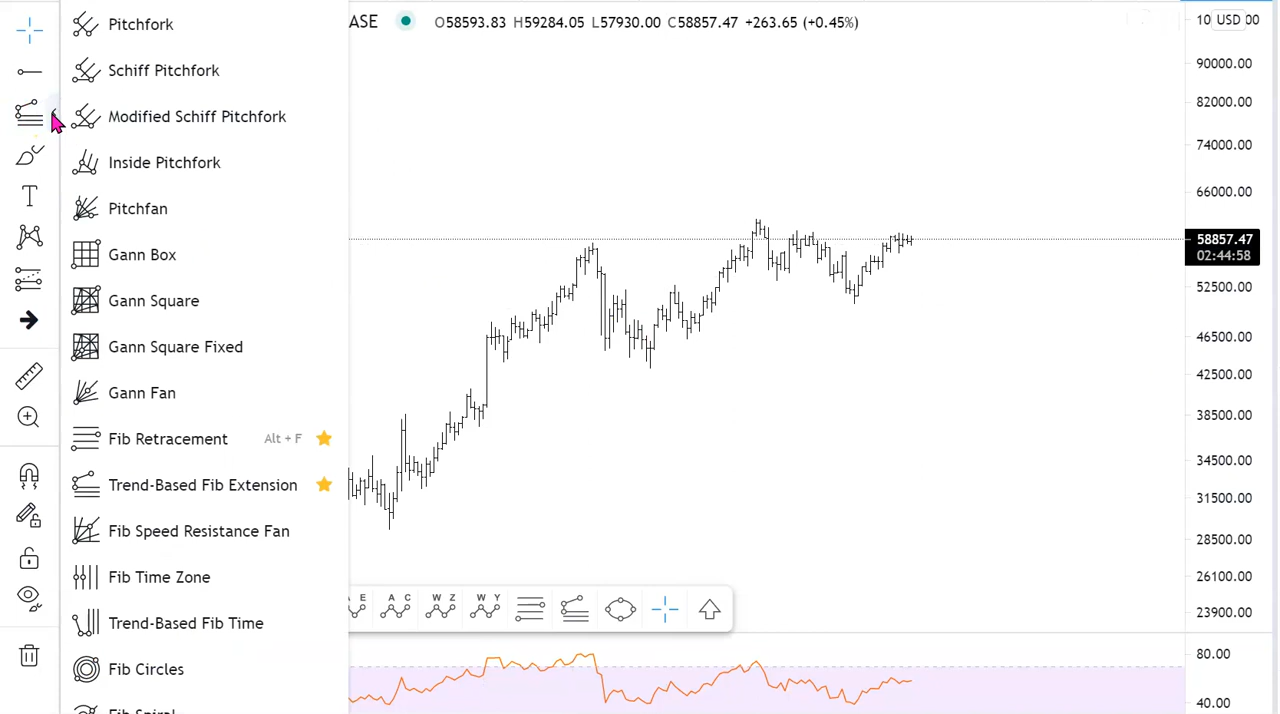 Pitchfork
Schiff Pitchfork
Modified Schiff Pitchfork
Inside Pitchfork
Pitchfan
Gann Box
Gann Square
Gann Square Fixed
Gann Fan
Fib Retracement Alt + F
Trend-Based Fib Extension
Fib Speed Resistance Fan
Fib Time Zone
Trend-Based Fib Time
Fib Circles
Fib Spiral
ASE O58593.83 H59284.05 L57930.00 C58857.47 +263.65 (+0.45%)
USD
90000.00
82000.00
74000.00
66000.00
58857.47
02:44:58
52500.00
46500.00
42500.00
38500.00
34500.00
31500.00
28500.00
26100.00
23900.00
E A C W Z W Y
80.00
40.00